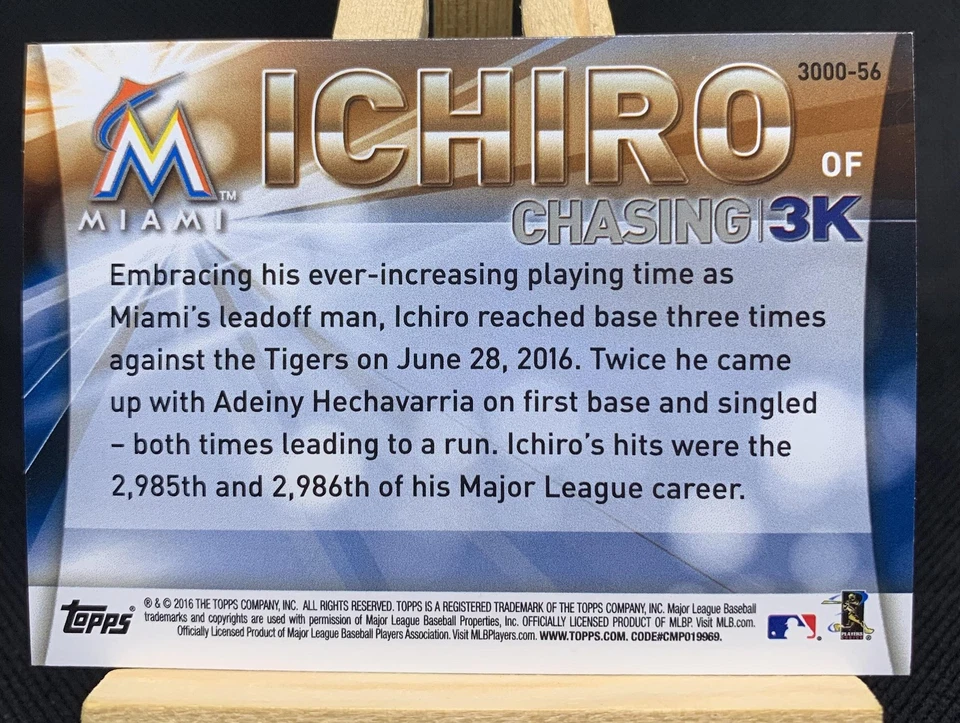 3000-56
ICHIRO
OF
M™
MIAMI
CHASING|3K
Embracing his ever-increasing playing time as
Miami's leadoff man, Ichiro reached base three times
against the Tigers on June 28, 2016. Twice he came
up with Adeiny Hechavarria on first base and singled
– both times leading to a run. Ichiro's hits were the
2,985th and 2,986th of his Major League career.
TOPPS®
® & © 2016 THE TOPPS COMPANY, INC. ALL RIGHTS RESERVED. TOPPS IS A REGISTERED TRADEMARK OF THE TOPPS COMPANY, INC. Major League Baseball
trademarks and copyrights are used with permission of Major League Baseball Properties, Inc. OFFICIALLY LICENSED PRODUCT OF MLBP. Visit MLB.com.
Officially Licensed Product of Major League Baseball Players Association. Visit MLBPlayers.com. WWW.TOPPS.COM. CODE#CMP019969.
PLAYERS